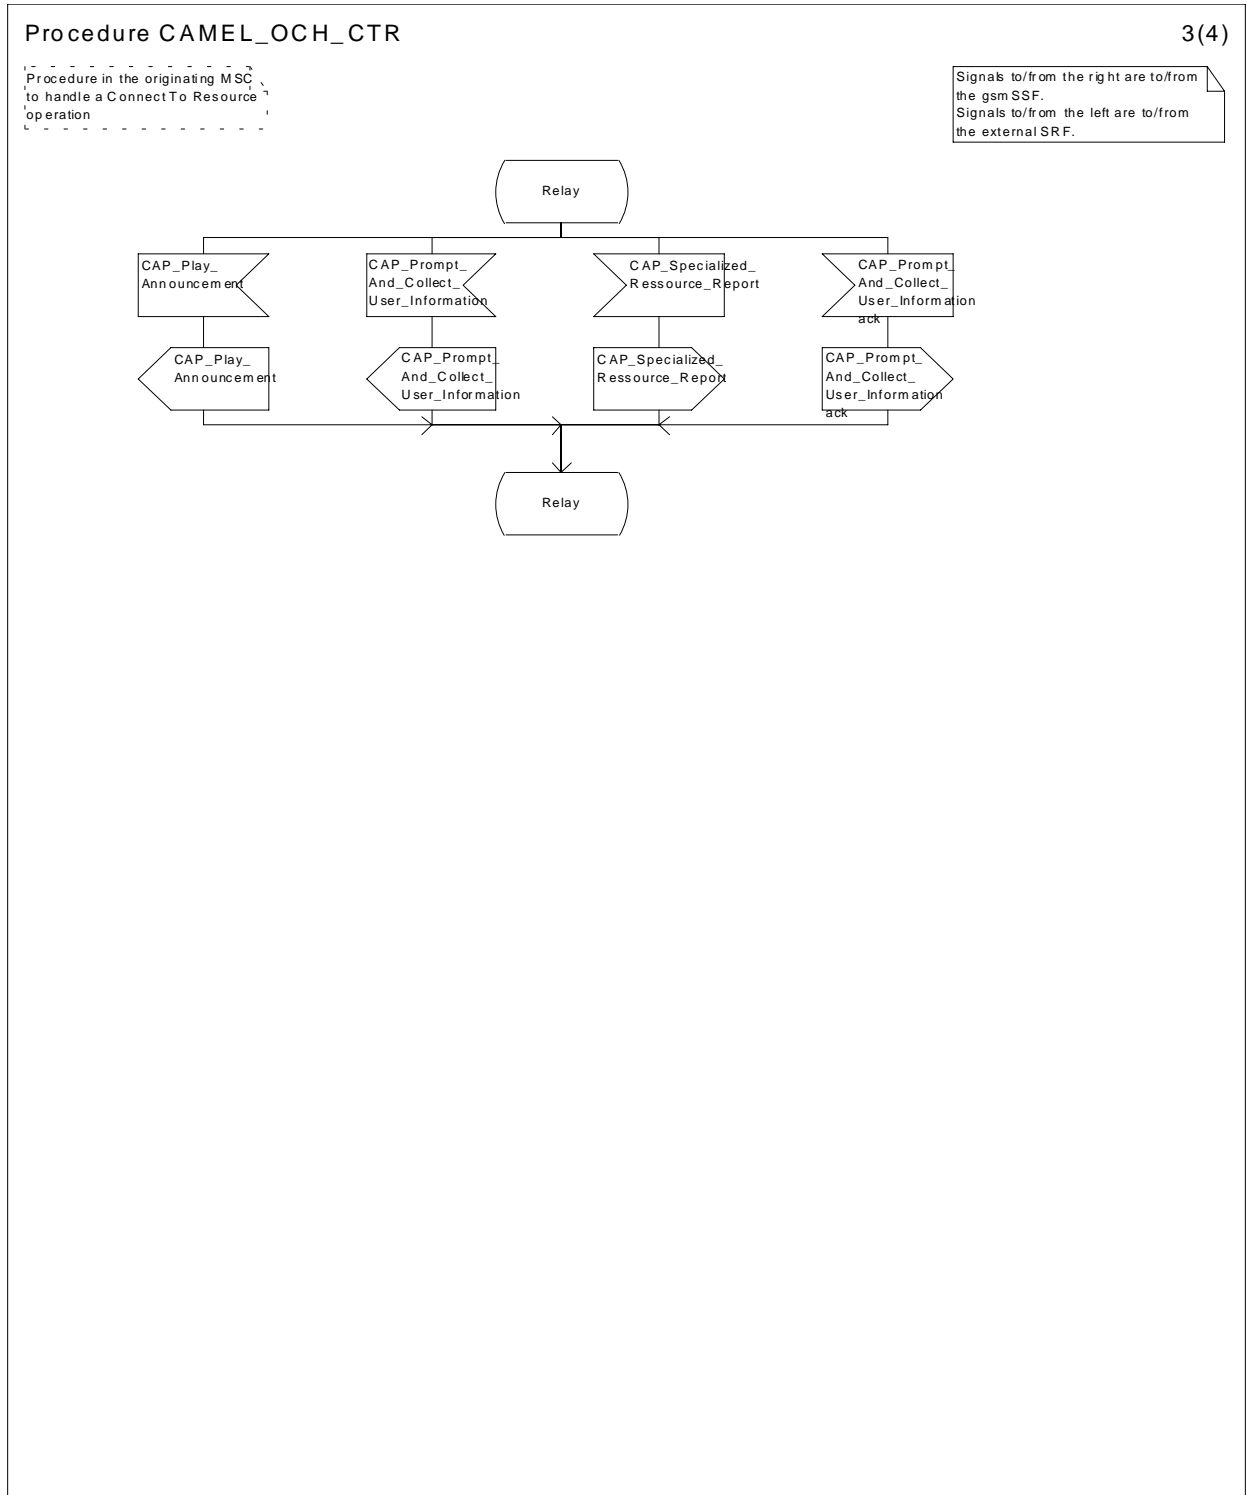 Procedure CAMEL_OCH_CTR
3(4)
Procedure in the originating MSC
to handle a Connect To Resource
operation
Signals to/from the right are to/from
the gsmSSF.
Signals to/from the left are to/from
the external SRF.
Relay
CAP_Play_
Announcement
CAP_Prompt_
And_Collect_
User_Information
CAP_Specialized_
Ressource_Report
CAP_Prompt_
And_Collect_
User_Information
ack
CAP_Play_
Announcement
CAP_Prompt_
And_Collect_
User_Information
CAP_Specialized_
Ressource_Report
CAP_Prompt_
And_Collect_
User_Information
ack
Relay